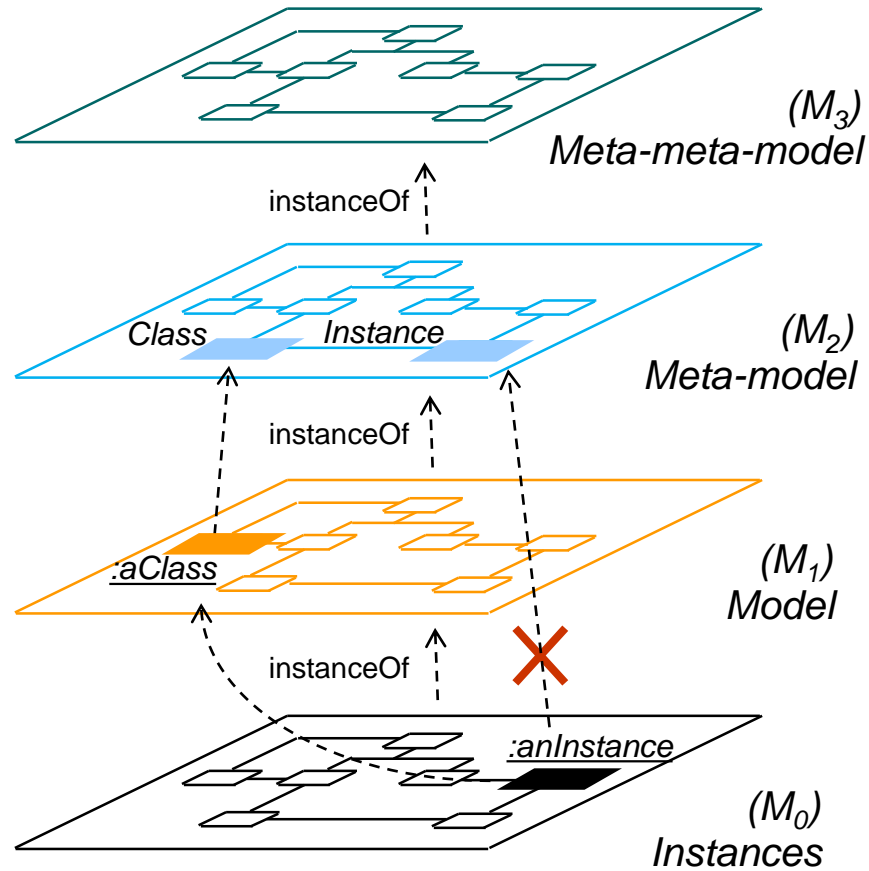 (M3)
Meta-meta-model
instanceOf
Class
Instance
(M2)
Meta-model
instanceOf
:aClass
(M1)
Model
instanceOf
:anInstance
(M0)
Instances